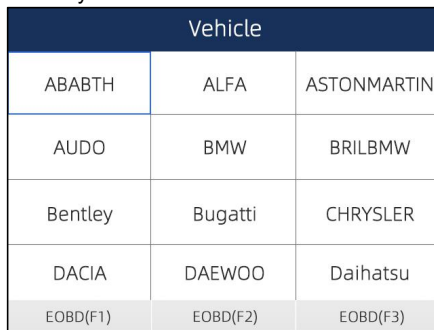 Vehicle
ABABTH ALFA ASTONMARTIN
AUDO BMW BRILBMW
Bentley Bugatti CHRYSLER
DACIA DAEWOO Daihatsu
EOBD(F1) EOBD(F2) EOBD(F3)